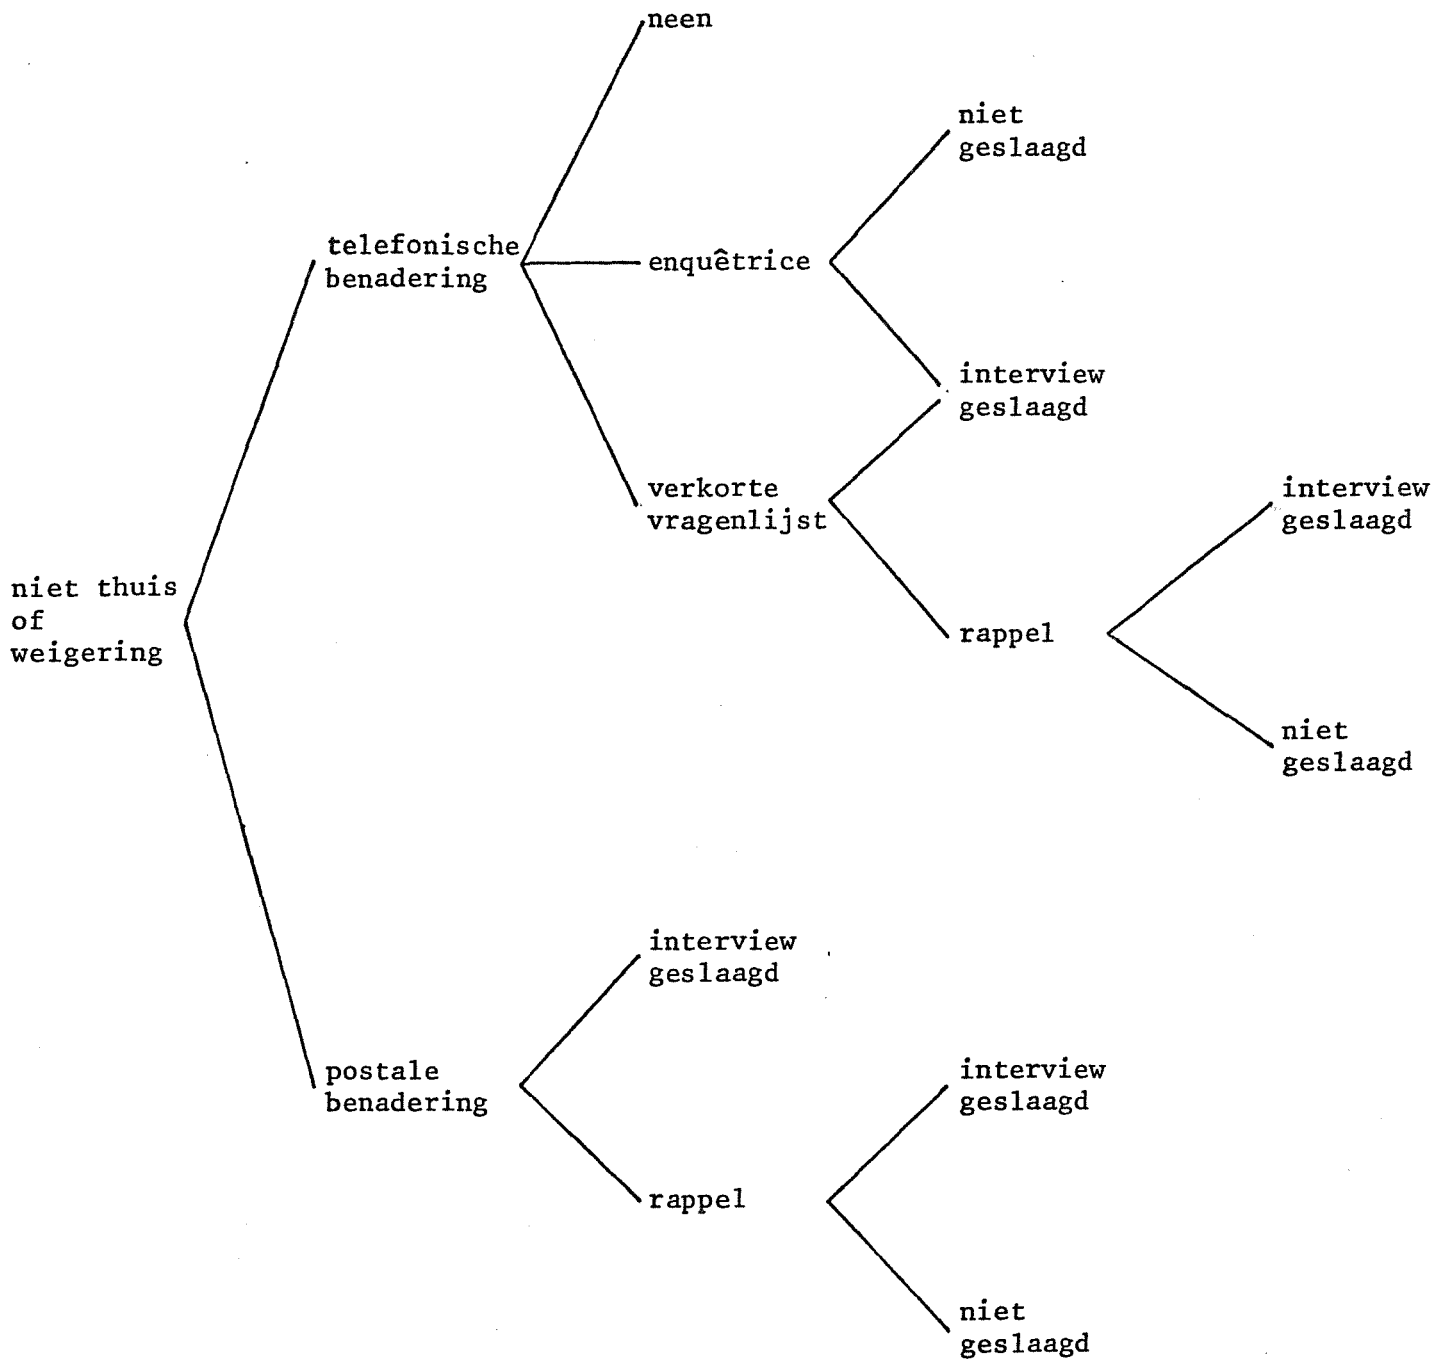 neen
niet
geslaagd
telefonische
benadering
enquêtrice
interview
geslaagd
verkorte
vragenlijst
interview
geslaagd
niet thuis
of
weigering
rappel
niet
geslaagd
interview
geslaagd
postale
benadering
interview
geslaagd
rappel
niet
geslaagd